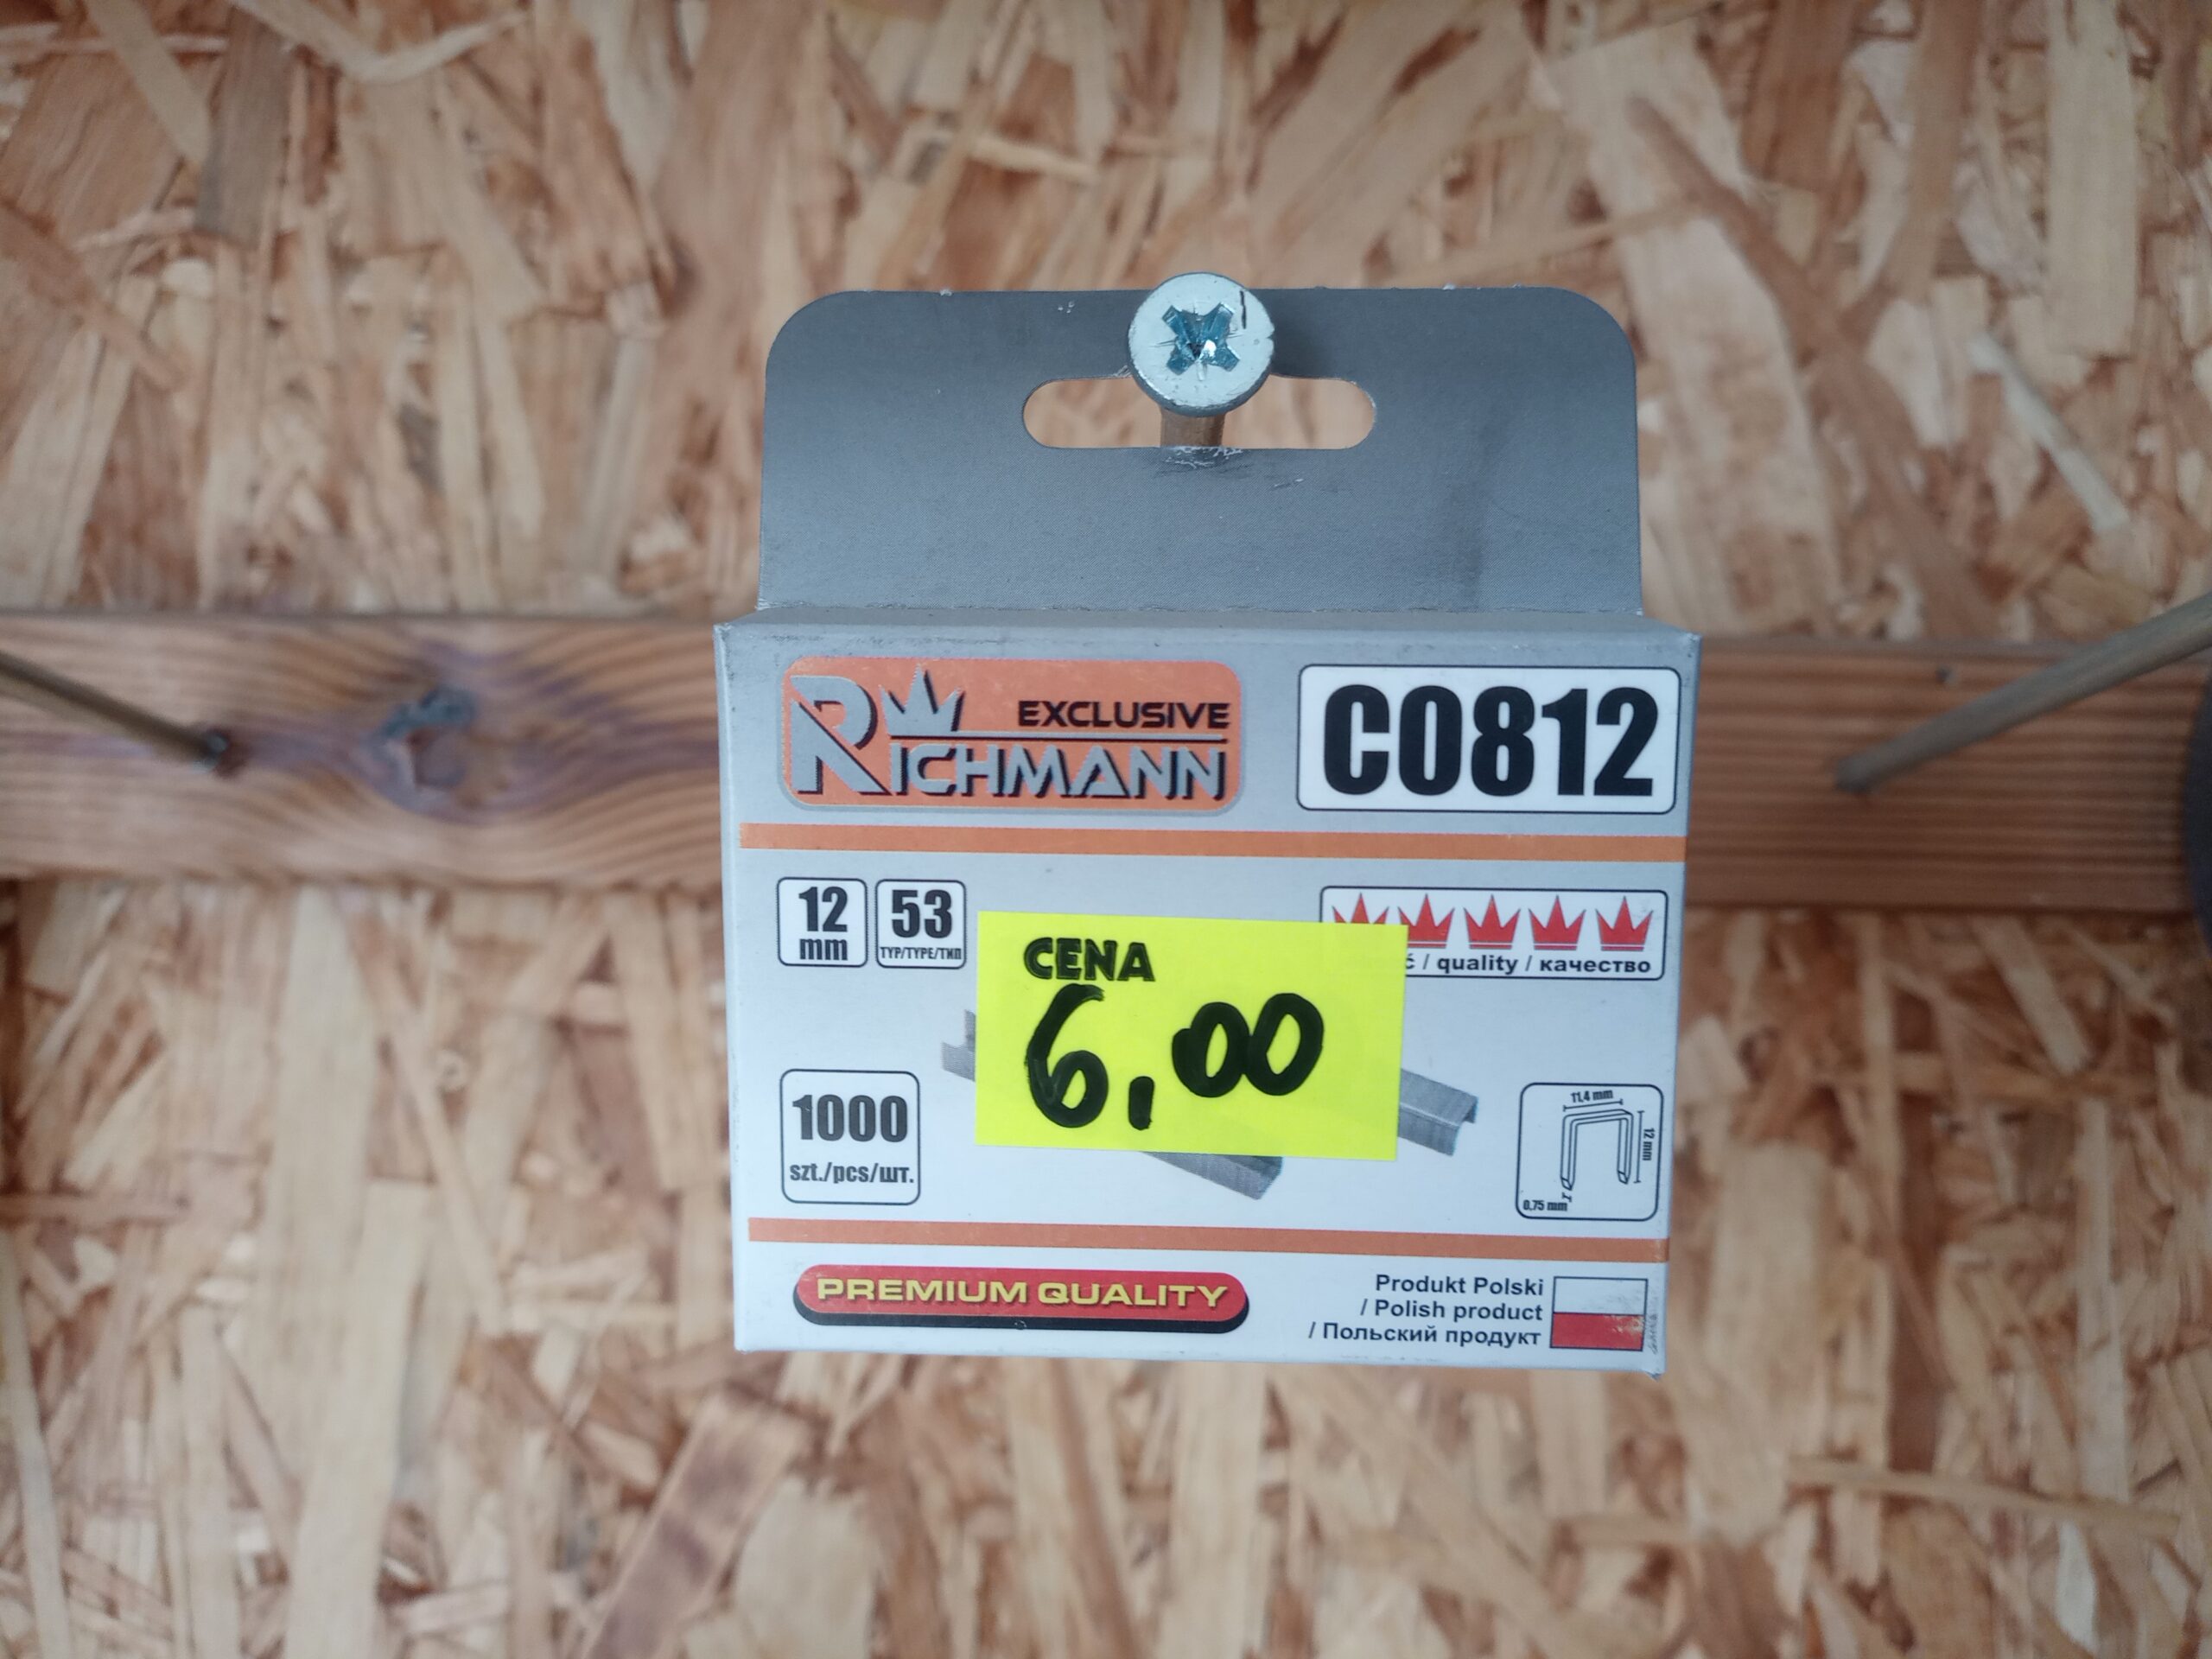 EXCLUSIVE
RICHMANN
C0812
12
mm
53
TYP/TYPE/ТИП
/ quality / качество
CENA
6,00
1000
szt./pcs/шт.
11,4 mm
12 mm
0,75 mm
PREMIUM QUALITY
Produkt Polski
/ Polish product
/ Польский продукт